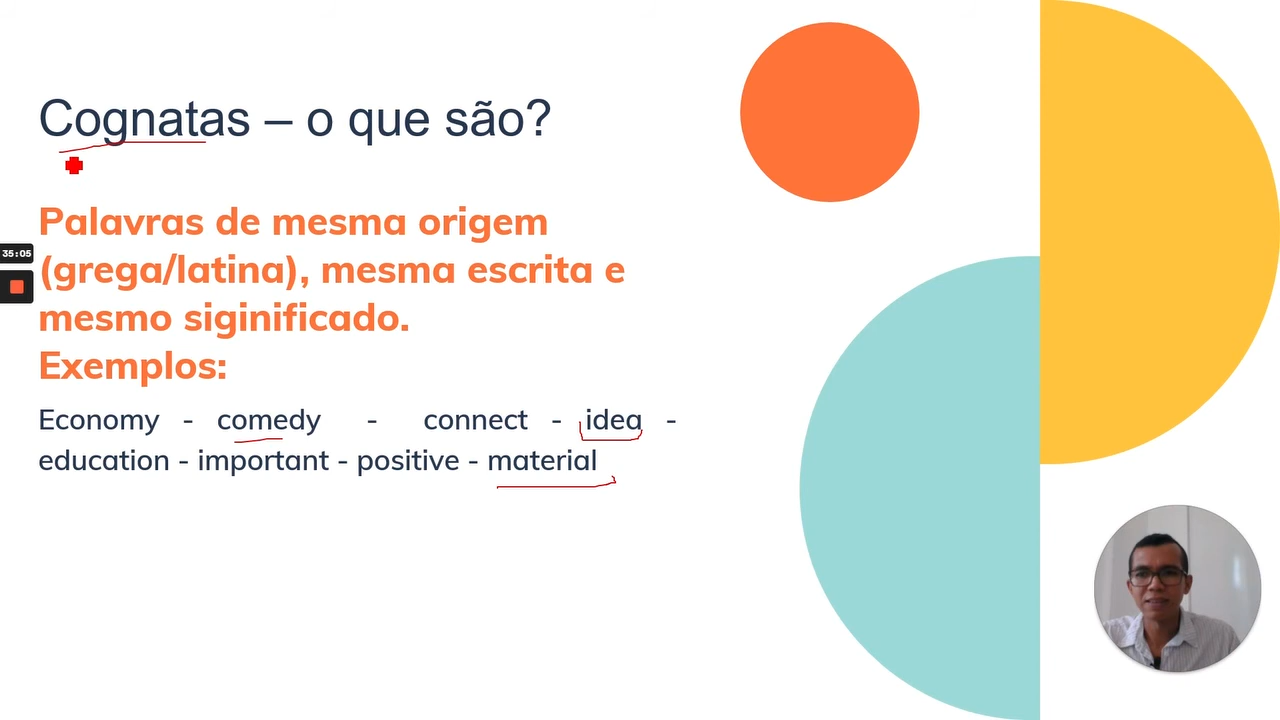 Cognatas – o que são?
Palavras de mesma origem
35:05
(grega/latina), mesma escrita e
mesmo siginificado.
Exemplos:
Economy - comedy - connect - idea -
education - important - positive - material